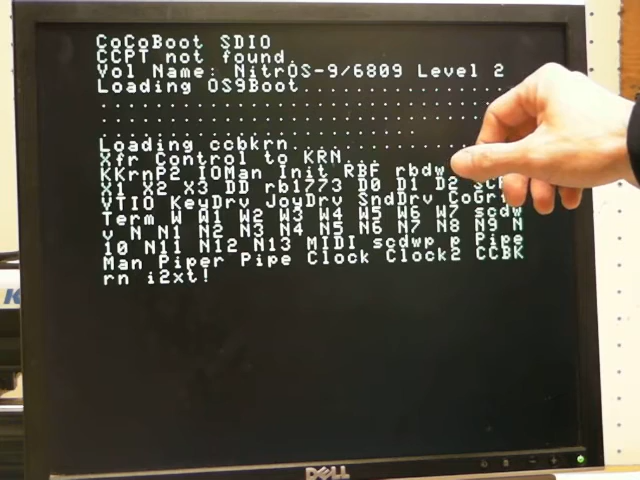 CoCoBoot SDIO
CCPT not found.
Vol Name: NitrOS-9/6809 Level 2
Loading OS9Boot..............
.............................
.............................
Loading ccbkrn...............
Xfr Control to KRN...
KKrnP2 IOMan Init RBF rbdw
X1 X2 X3 DD rb1773 D0 D1 D2
VTIO KeyDrv JoyDrv SndDrv
Term W W1 W2 W3 W4 W5 W6 W7 scdw
v N N1 N2 N3 N4 N5 N6 N7 N8 N9 N
10 N11 N12 N13 MIDI scdwp p Pipe
Man Piper Pipe Clock Clock2 CCBK
rn i2xt!
DELL